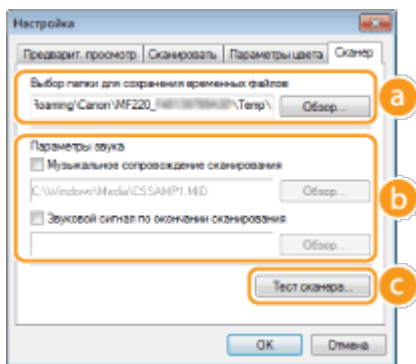 Настройка
Предварит. просмотр Сканировать Параметры цвета Сканер
Выбор папки для сохранения временных файлов
Roaming\Canon\MF220_ \Temp\ Обзор...
a
Параметры звука
Музыкальное сопровождение сканирования
C:\Windows\Media\CSSAMP1.MID Обзор...
b
Звуковой сигнал по окончании сканирования
Обзор...
Тест сканера...
c
OK Отмена